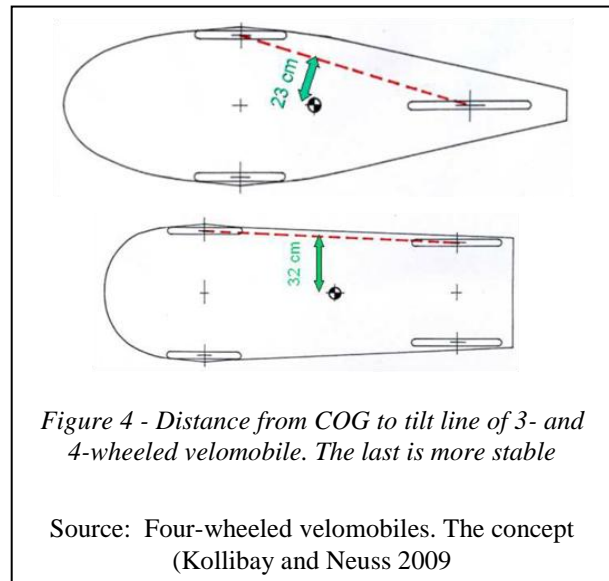 23 cm
32 cm
Figure 4 - Distance from COG to tilt line of 3- and
4-wheeled velomobile. The last is more stable
Source: Four-wheeled velomobiles. The concept
(Kollibay and Neuss 2009